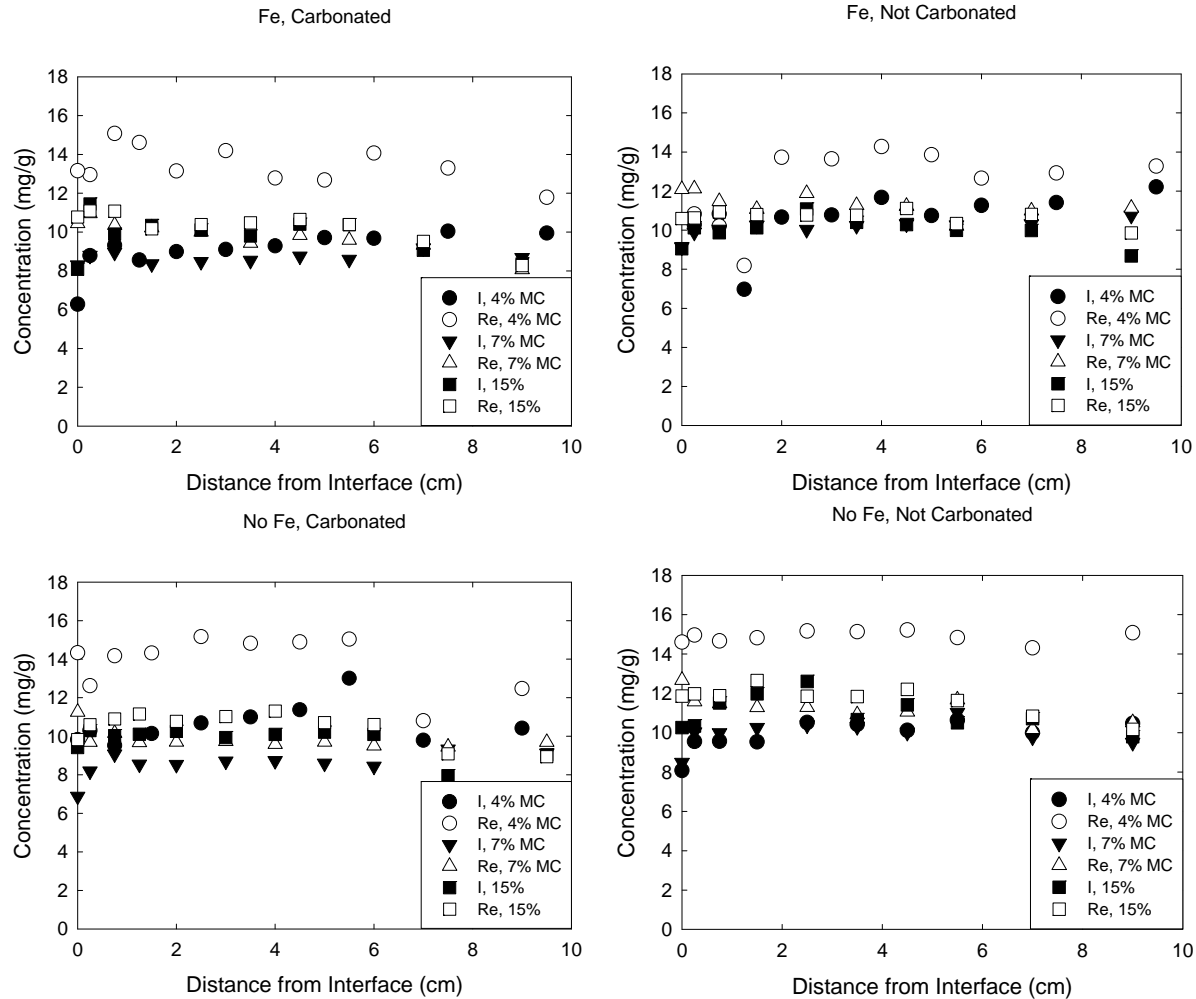 Fe, Carbonated
Concentration (mg/g)
18
16
14
12
10
8
6
4
2
0
I, 4% MC
Re, 4% MC
I, 7% MC
Re, 7% MC
I, 15%
Re, 15%
0 2 4 6 8 10
Distance from Interface (cm)
Fe, Not Carbonated
Concentration (mg/g)
18
16
14
12
10
8
6
4
2
0
I, 4% MC
Re, 4% MC
I, 7% MC
Re, 7% MC
I, 15%
Re, 15%
0 2 4 6 8 10
Distance from Interface (cm)
No Fe, Carbonated
Concentration (mg/g)
18
16
14
12
10
8
6
4
2
0
I, 4% MC
Re, 4% MC
I, 7% MC
Re, 7% MC
I, 15%
Re, 15%
0 2 4 6 8 10
Distance from Interface (cm)
No Fe, Not Carbonated
Concentration (mg/g)
18
16
14
12
10
8
6
4
2
0
I, 4% MC
Re, 4% MC
I, 7% MC
Re, 7% MC
I, 15%
Re, 15%
0 2 4 6 8 10
Distance from Interface (cm)